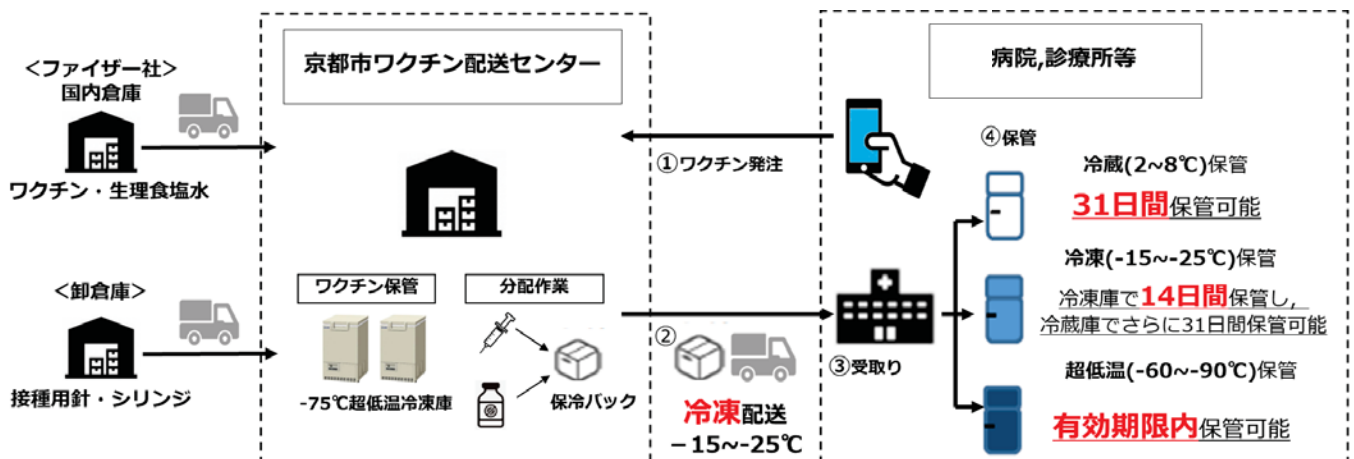 <ファイザー社>
国内倉庫
ワクチン・生理食塩水
<卸倉庫>
接種用針・シリンジ
京都市ワクチン配送センター
ワクチン保管
-75℃超低温冷凍庫
分配作業
保冷バック
①ワクチン発注
②
冷凍配送
－15~-25℃
病院,診療所等
③受取り
④保管
冷蔵(2~8℃)保管
31日間保管可能
冷凍(-15~-25℃)保管
冷凍庫で14日間保管し,
冷蔵庫でさらに31日間保管可能
超低温(-60~-90℃)保管
有効期限内保管可能